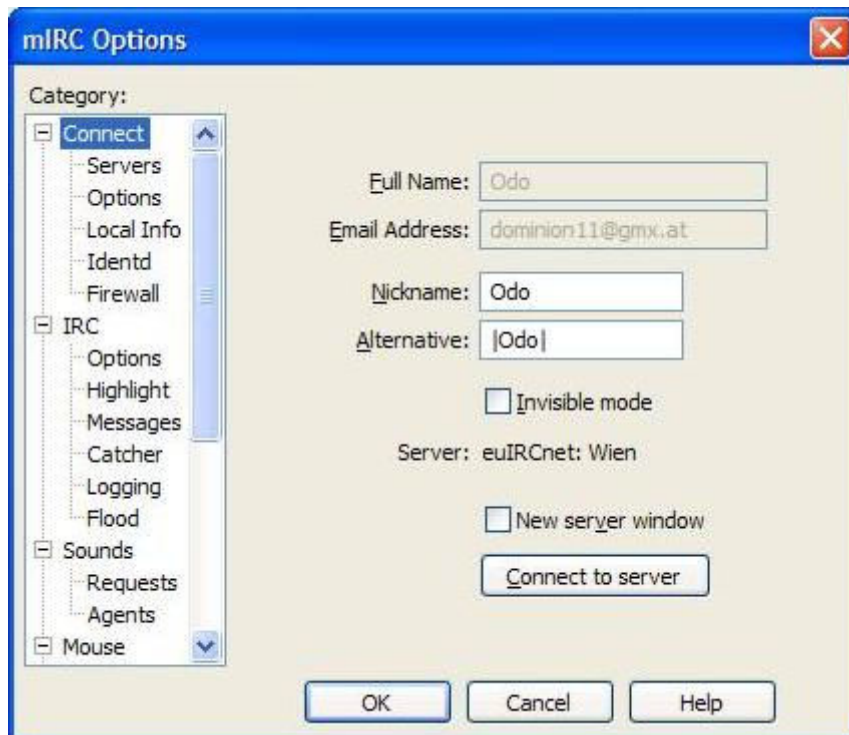 mIRC Options
Category:
Connect
Servers
Options
Local Info
Identd
Firewall
IRC
Options
Highlight
Messages
Catcher
Logging
Flood
Sounds
Requests
Agents
Mouse
Full Name: Odo
Email Address: dominion11@gmx.at
Nickname: Odo
Alternative: |Odo|
Invisible mode
Server: euIRCnet: Wien
New server window
Connect to server
OK Cancel Help